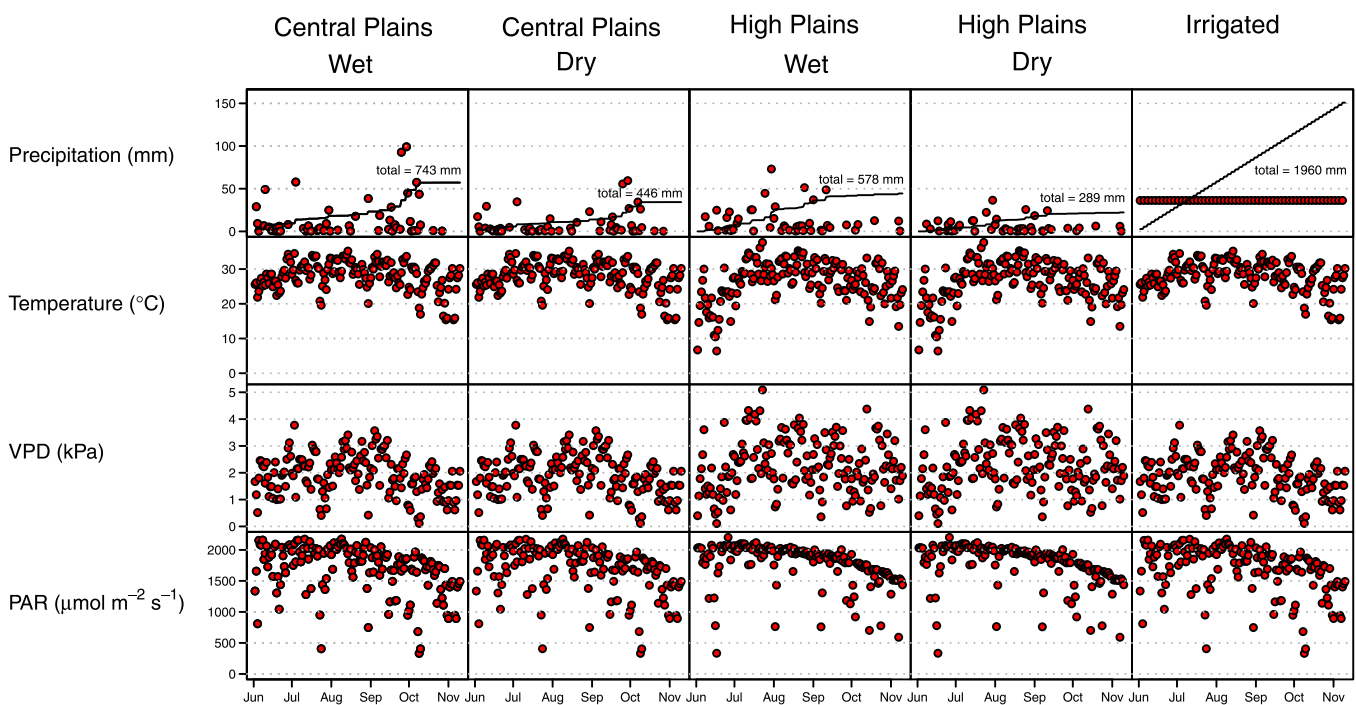 Central Plains Central Plains High Plains High Plains Irrigated
Wet Dry Wet Dry
Precipitation (mm)
150
100
50
0
total = 743 mm
total = 446 mm
total = 578 mm
total = 289 mm
total = 1960 mm
Temperature (°C)
30
20
10
0
VPD (kPa)
5
4
3
2
1
0
PAR (μmol m⁻² s⁻¹)
2000
1500
1000
500
0
Jun Jul Aug Sep Oct Nov Jun Jul Aug Sep Oct Nov Jun Jul Aug Sep Oct Nov Jun Jul Aug Sep Oct Nov Jun Jul Aug Sep Oct Nov